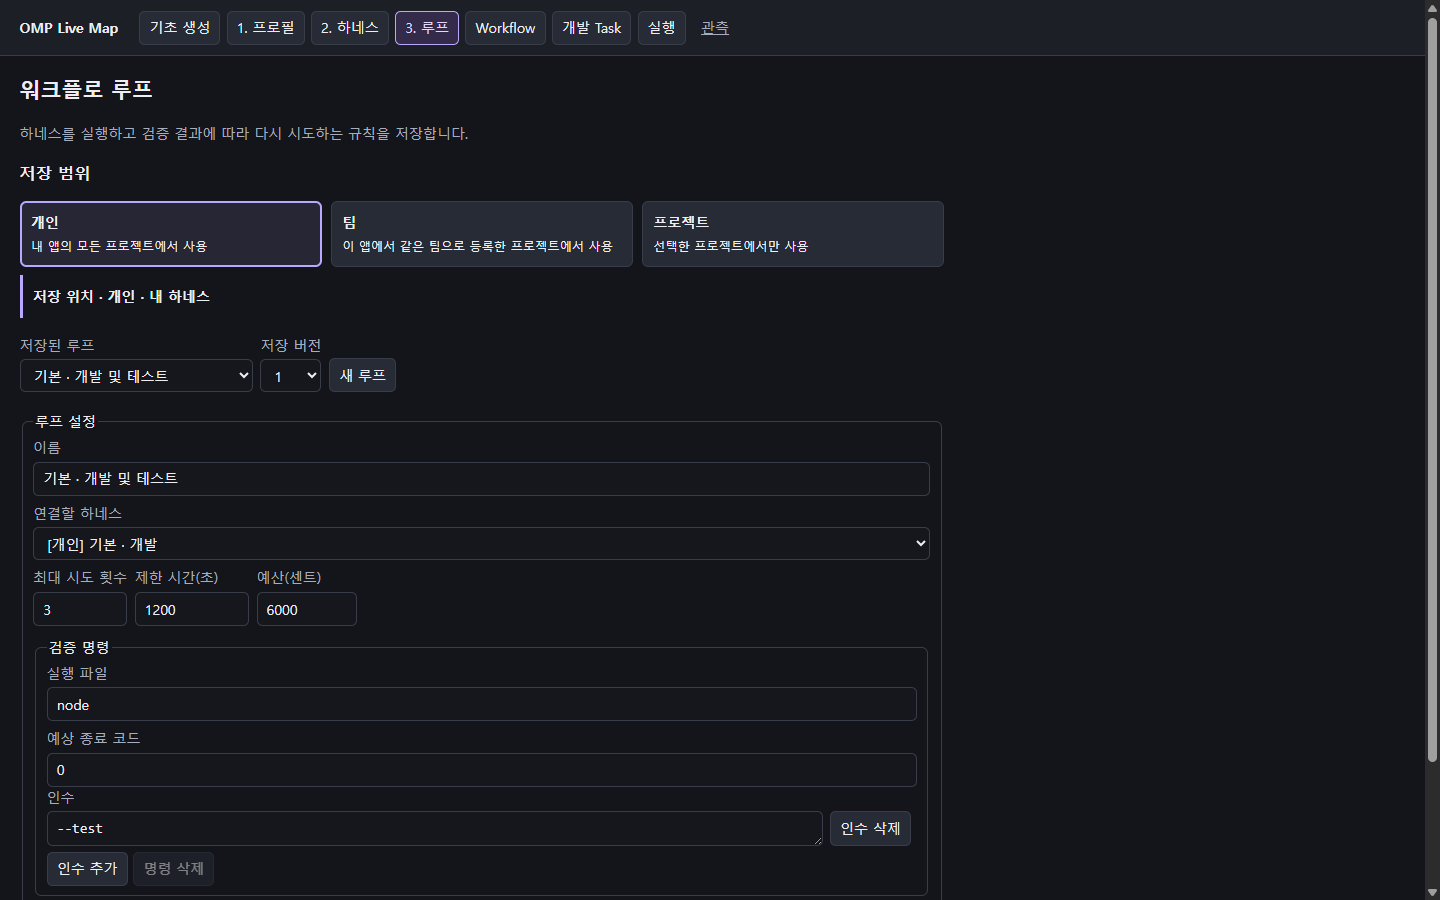 OMP Live Map 기초 생성 1. 프로필 2. 하네스 3. 루프 Workflow 개발 Task 실행 관측
워크플로 루프
하네스를 실행하고 검증 결과에 따라 다시 시도하는 규칙을 저장합니다.
저장 범위
개인 팀 프로젝트
내 앱의 모든 프로젝트에서 사용 이 앱에서 같은 팀으로 등록한 프로젝트에서 사용 선택한 프로젝트에서만 사용
저장 위치 · 개인 · 내 하네스
저장된 루프 저장 버전
기본 · 개발 및 테스트 1 새 루프
루프 설정
이름
기본 · 개발 및 테스트
연결할 하네스
[개인] 기본 · 개발
최대 시도 횟수 제한 시간(초) 예산(센트)
3 1200 6000
검증 명령
실행 파일
node
예상 종료 코드
0
인수
--test 인수 삭제
인수 추가 명령 삭제